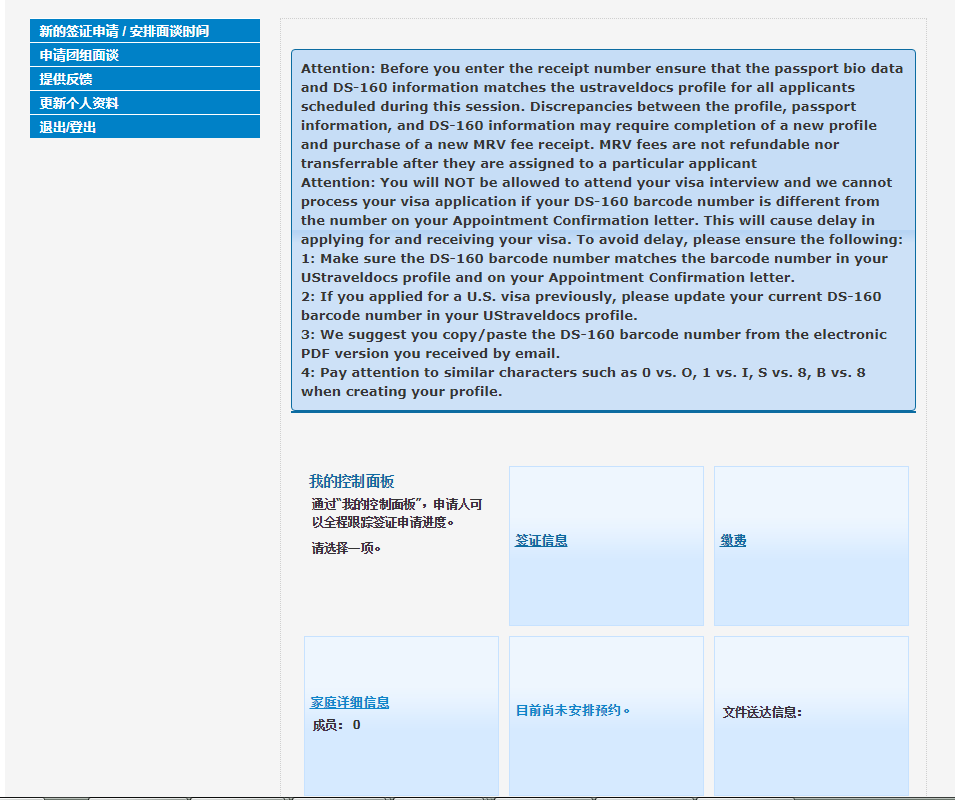 新的签证申请 / 安排面谈时间
申请团组面谈
提供反馈
更新个人资料
退出/登出
Attention: Before you enter the receipt number ensure that the passport bio data
and DS-160 information matches the ustraveldocs profile for all applicants
scheduled during this session. Discrepancies between the profile, passport
information, and DS-160 information may require completion of a new profile
and purchase of a new MRV fee receipt. MRV fees are not refundable nor
transferrable after they are assigned to a particular applicant
Attention: You will NOT be allowed to attend your visa interview and we cannot
process your visa application if your DS-160 barcode number is different from
the number on your Appointment Confirmation letter. This will cause delay in
applying for and receiving your visa. To avoid delay, please ensure the following:
1: Make sure the DS-160 barcode number matches the barcode number in your
UStraveldocs profile and on your Appointment Confirmation letter.
2: If you applied for a U.S. visa previously, please update your current DS-160
barcode number in your UStraveldocs profile.
3: We suggest you copy/paste the DS-160 barcode number from the electronic
PDF version you received by email.
4: Pay attention to similar characters such as 0 vs. O, 1 vs. I, S vs. 8, B vs. 8
when creating your profile.
我的控制面板
通过“我的控制面板”，申请人可
以全程跟踪签证申请进度。
请选择一项。
签证信息
缴费
家庭详细信息
成员： 0
目前尚未安排预约。
文件送达信息：